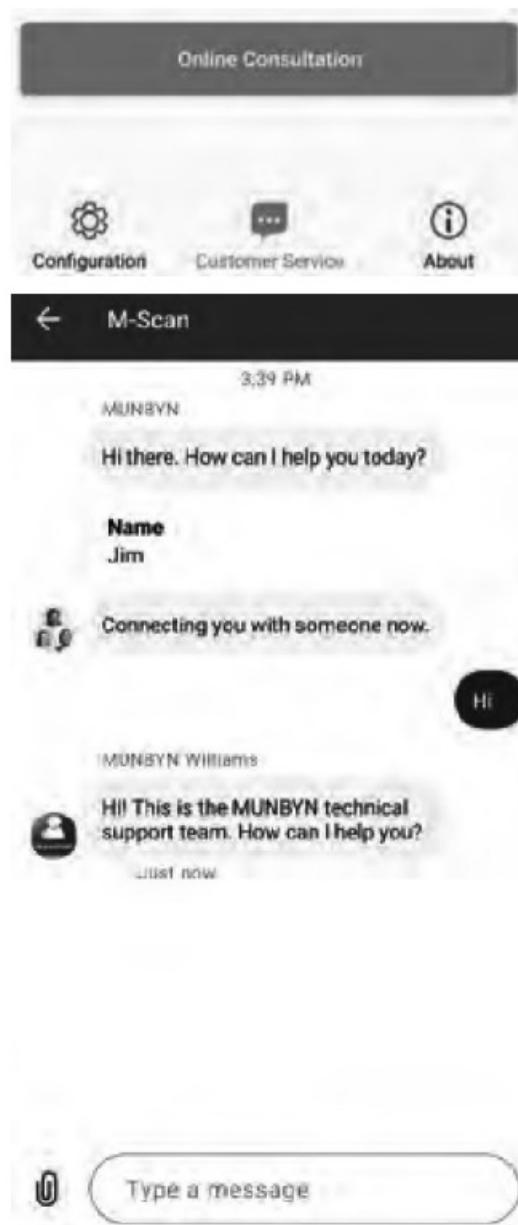 Online Consultation
Configuration
Customer Service
About
M-Scan
3:39 PM
MUNBYN
Hi there. How can I help you today?
Name
Jim
Connecting you with someone now.
Hi
MUNBYN Williams
Hi! This is the MUNBYN technical
support team. How can I help you?
Just now
Type a message